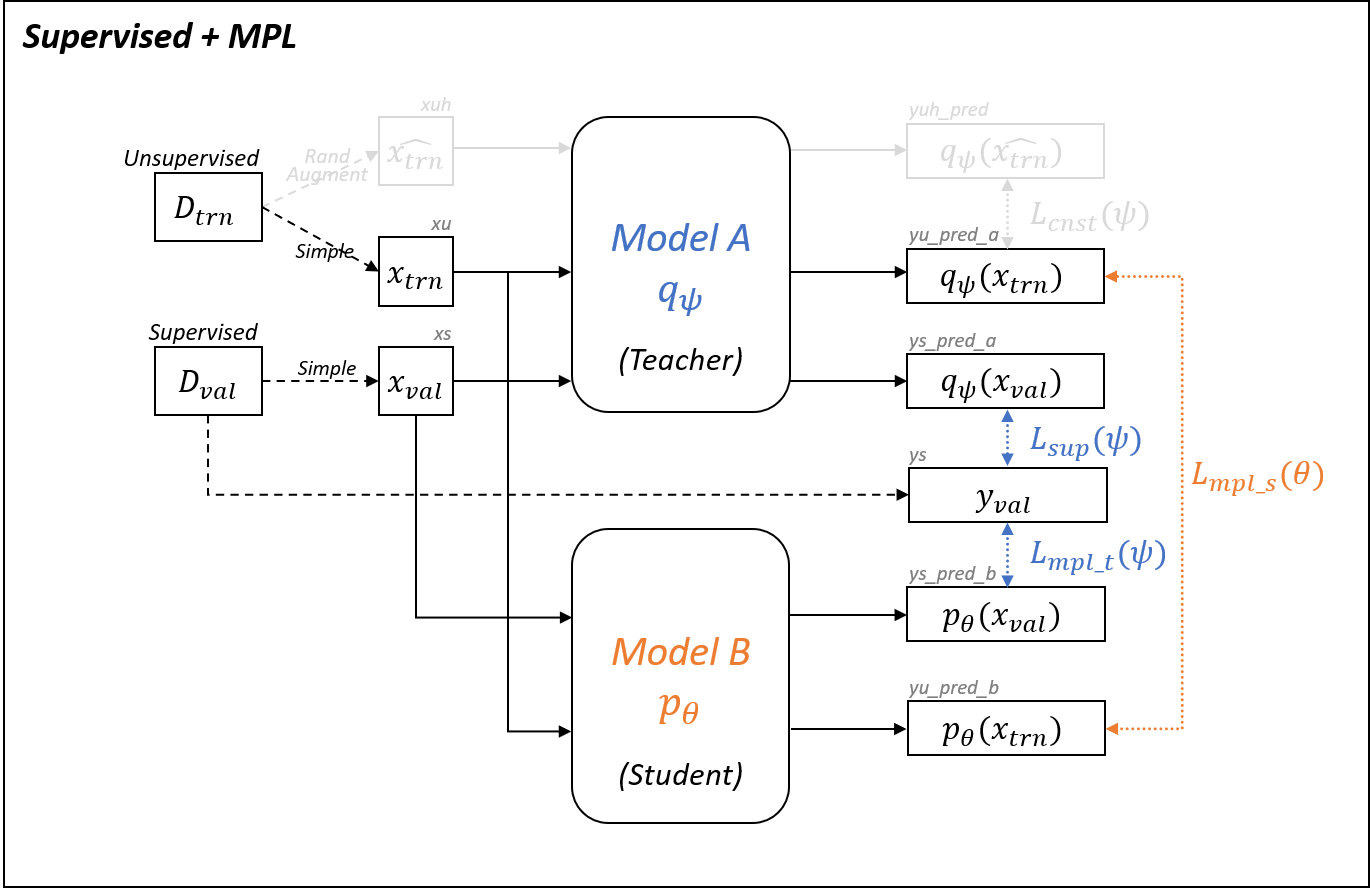 Supervised + MPL
xuh
yuh_pred
Unsupervised
Rand
Augment
$\widehat{x_{trn}}$
$q_\psi(\widehat{x_{trn}})$
$D_{trn}$
Simple
xu
$x_{trn}$
Model A
$q_\psi$
(Teacher)
$L_{cnst}(\psi)$
yu_pred_a
$q_\psi(x_{trn})$
Supervised
$D_{val}$
Simple
xs
$x_{val}$
ys_pred_a
$q_\psi(x_{val})$
$L_{sup}(\psi)$
ys
$y_{val}$
$L_{mpl\_s}(\theta)$
$L_{mpl\_t}(\psi)$
ys_pred_b
$p_\theta(x_{val})$
Model B
$p_\theta$
(Student)
yu_pred_b
$p_\theta(x_{trn})$